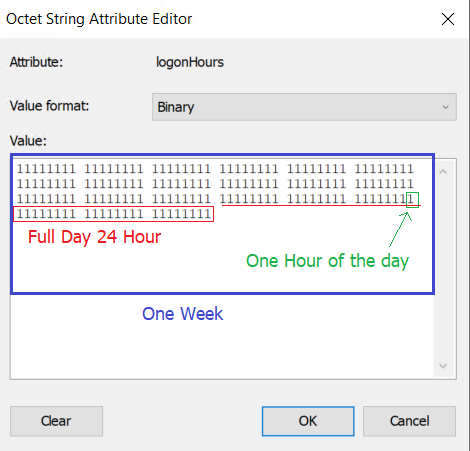 Octet String Attribute Editor
Attribute: logonHours
Value format: Binary
Value:
11111111 11111111 11111111 11111111 11111111 11111111
11111111 11111111 11111111 11111111 11111111 11111111
11111111 11111111 11111111 11111111 11111111 11111111
11111111 11111111 11111111
Full Day 24 Hour
One Hour of the day
One Week
Clear
OK
Cancel